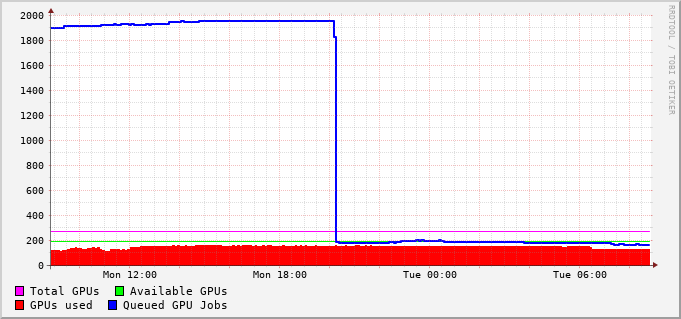 2000
1800
1600
1400
1200
1000
800
600
400
200
0
Mon 12:00 Mon 18:00 Tue 00:00 Tue 06:00
Total GPUs Available GPUs
GPUs used Queued GPU Jobs
RRDTOOL / TOBI OETIKER